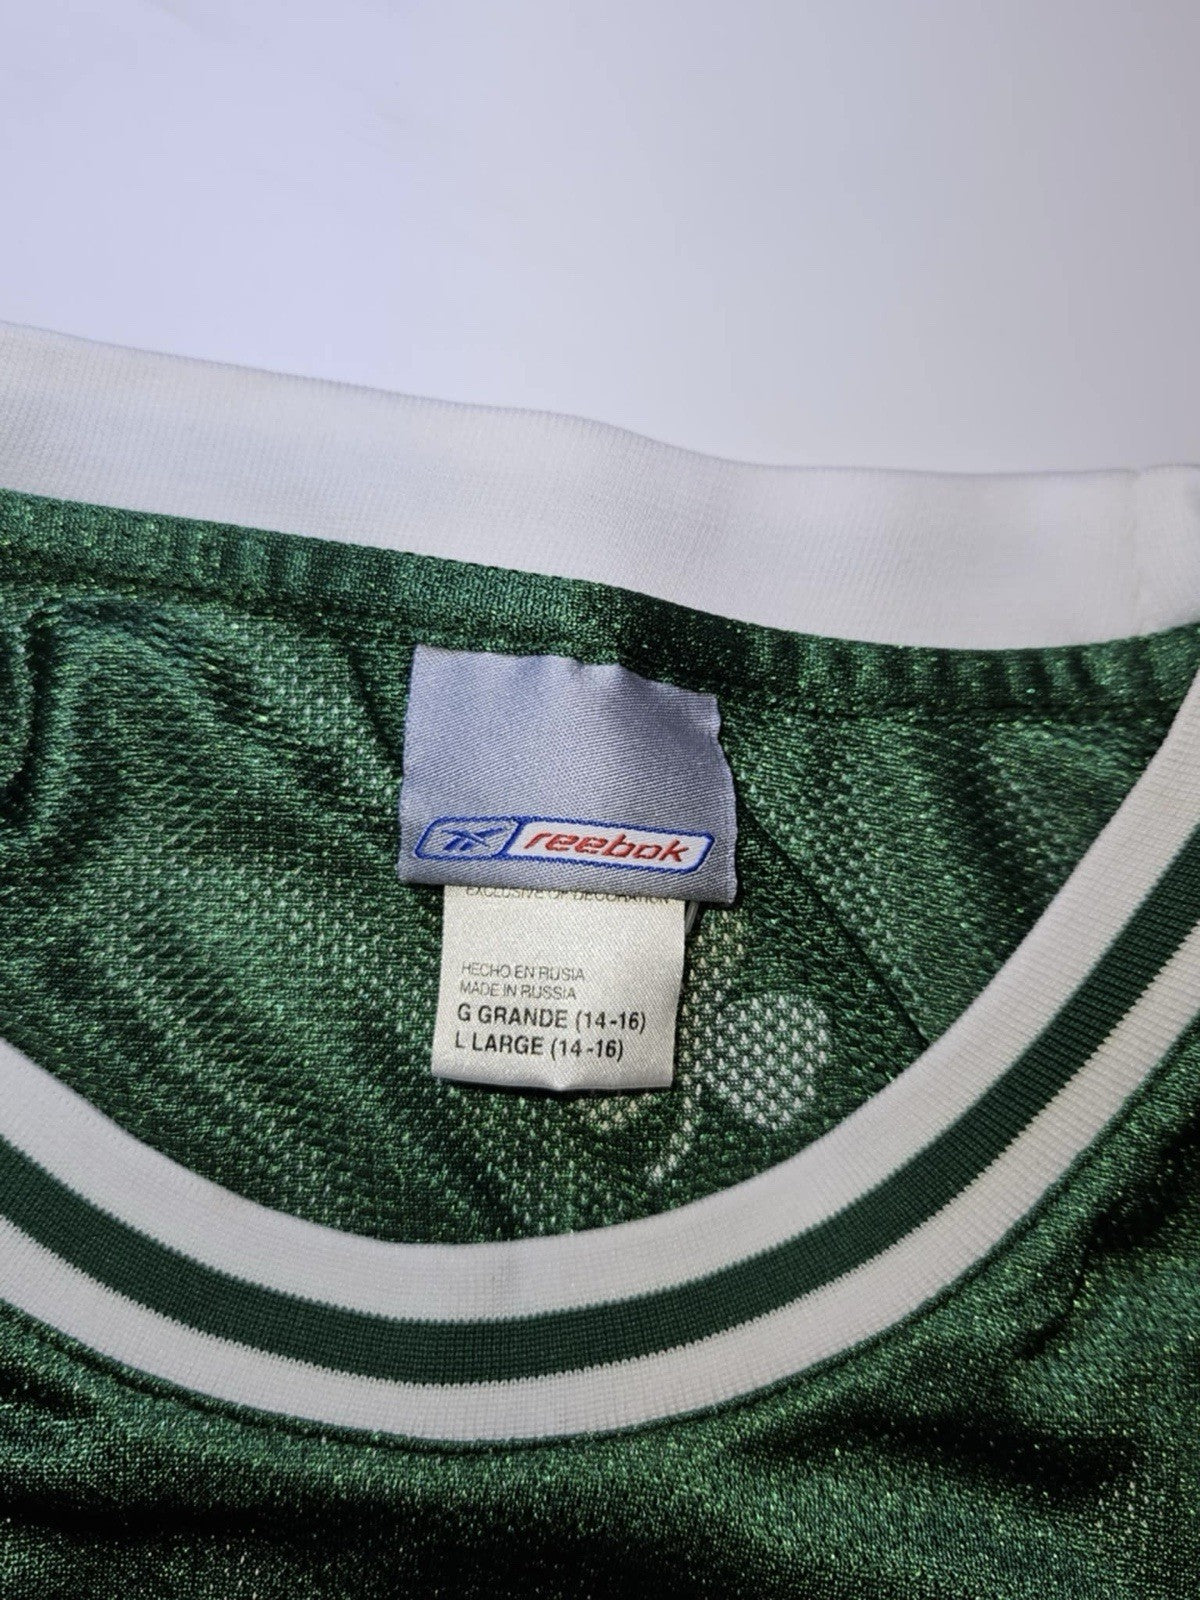 reebok
EXCLUSIVE OF DECORATION
HECHO EN RUSIA
MADE IN RUSSIA
G GRANDE (14-16)
L LARGE (14-16)